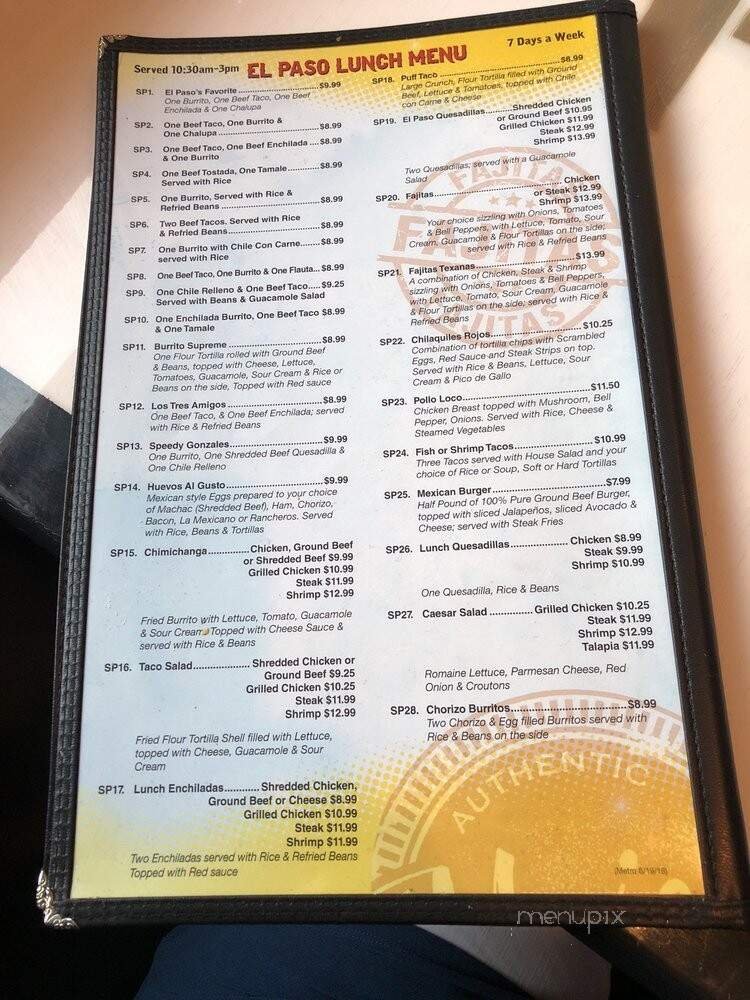 Served 10:30am-3pm EL PASO LUNCH MENU 7 Days a Week
SP1. El Paso's Favorite ..... $9.99
One Burrito, One Beef Taco, One Beef
Enchilada & One Chalupa
SP2. One Beef Taco, One Burrito &
One Chalupa ..... $8.99
SP3. One Beef Taco, One Beef Enchilada .... $8.99
& One Burrito
SP4. One Beef Tostada, One Tamale ..... $8.99
Served with Rice
SP5. One Burrito, Served with Rice &
Refried Beans ..... $8.99
SP6. Two Beef Tacos. Served with Rice
& Refried Beans ..... $8.99
SP7. One Burrito with Chile Con Carne ..... $8.99
served with Rice
SP8. One Beef Taco, One Burrito & One Flauta... $8.99
SP9. One Chile Relleno & One Beef Taco ..... $9.25
Served with Beans & Guacamole Salad
SP10. One Enchilada Burrito, One Beef Taco $8.99
& One Tamale
SP11. Burrito Supreme ..... $8.99
One Flour Tortilla rolled with Ground Beef
& Beans, topped with Cheese, Lettuce,
Tomatoes, Guacamole, Sour Cream & Rice or
Beans on the side, Topped with Red sauce
SP12. Los Tres Amigos ..... $8.99
One Beef Taco, & One Beef Enchilada; served
with Rice & Refried Beans
SP13. Speedy Gonzales ..... $9.99
One Burrito, One Shredded Beef Quesadilla &
One Chile Relleno
SP14. Huevos Al Gusto ..... $9.99
Mexican style Eggs prepared to your choice
of Machac (Shredded Beef), Ham, Chorizo,
Bacon, La Mexicano or Rancheros. Served
with Rice, Beans & Tortillas
SP15. Chimichanga ..... Chicken, Ground Beef
or Shredded Beef $9.99
Grilled Chicken $10.99
Steak $11.99
Shrimp $12.99
Fried Burrito with Lettuce, Tomato, Guacamole
& Sour Cream Topped with Cheese Sauce &
served with Rice & Beans
SP16. Taco Salad ..... Shredded Chicken or
Ground Beef $9.25
Grilled Chicken $10.25
Steak $11.99
Shrimp $12.99
Fried Flour Tortilla Shell filled with Lettuce,
topped with Cheese, Guacamole & Sour
Cream
SP17. Lunch Enchiladas ..... Shredded Chicken,
Ground Beef or Cheese $8.99
Grilled Chicken $10.99
Steak $11.99
Shrimp $11.99
Two Enchiladas served with Rice & Refried Beans
Topped with Red sauce
SP18. Puff Taco ..... $8.99
Large Crunch, Flour Tortilla filled with Ground
Beef, Lettuce & Tomatoes, topped with Chile
con Carne & Cheese
SP19. El Paso Quesadillas ..... Shredded Chicken
or Ground Beef $10.95
Grilled Chicken $11.99
Steak $12.99
Shrimp $13.99
Two Quesadillas; served with a Guacamole
Salad
SP20. Fajitas ..... Chicken
or Steak $12.99
Shrimp $13.99
Your choice sizzling with Onions, Tomatoes
& Bell Peppers, with Lettuce, Tomato, Sour
Cream, Guacamole & Flour Tortillas on the side;
served with Rice & Refried Beans
SP21. Fajitas Texanas ..... $13.99
A combination of Chicken, Steak & Shrimp
sizzling with Onions, Tomatoes & Bell Peppers,
with Lettuce, Tomato, Sour Cream, Guacamole
& Flour Tortillas on the side; served with Rice &
Refried Beans
SP22. Chilaquiles Rojos ..... $10.25
Combination of tortilla chips with Scrambled
Eggs, Red Sauce and Steak Strips on top.
Served with Rice & Beans, Lettuce, Sour
Cream & Pico de Gallo
SP23. Pollo Loco ..... $11.50
Chicken Breast topped with Mushroom, Bell
Pepper, Onions. Served with Rice, Cheese &
Steamed Vegetables
SP24. Fish or Shrimp Tacos ..... $10.99
Three Tacos served with House Salad and your
choice of Rice or Soup, Soft or Hard Tortillas
SP25. Mexican Burger ..... $7.99
Half Pound of 100% Pure Ground Beef Burger,
topped with sliced Jalapeños, sliced Avocado &
Cheese; served with Steak Fries
SP26. Lunch Quesadillas ..... Chicken $8.99
Steak $9.99
Shrimp $10.99
One Quesadilla, Rice & Beans
SP27. Caesar Salad ..... Grilled Chicken $10.25
Steak $11.99
Shrimp $12.99
Talapia $11.99
Romaine Lettuce, Parmesan Cheese, Red
Onion & Croutons
SP28. Chorizo Burritos ..... $8.99
Two Chorizo & Egg filled Burritos served with
Rice & Beans on the side
FAJITAS
AUTHENTIC
(Metro 6/19/18)
menupix